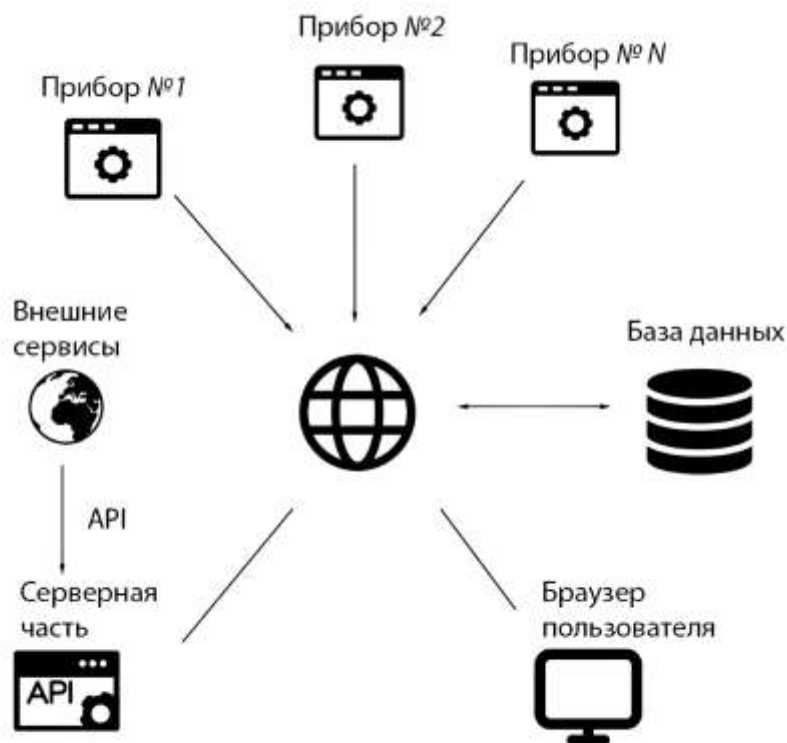 Прибор №2
Прибор № N
Прибор №1
Внешние
сервисы
База данных
API
Серверная
часть
API
Браузер
пользователя